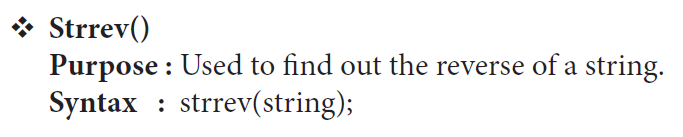 ❖ Strrev()
Purpose : Used to find out the reverse of a string.
Syntax : strrev(string);